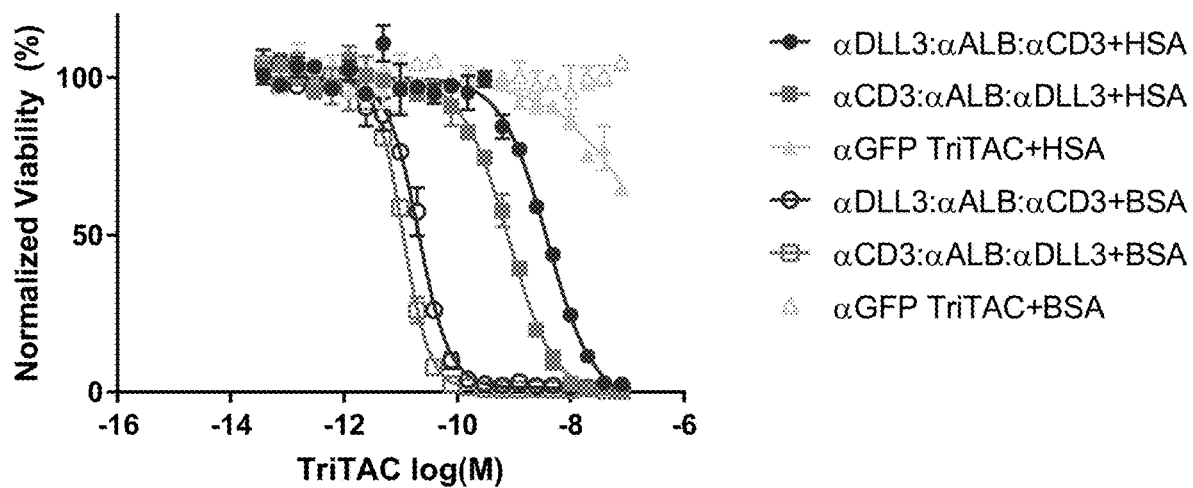 Normalized Viability (%)
100
50
0
-16
-14
-12
-10
-8
-6
TriTAC log(M)
αDLL3:αALB:αCD3+HSA
αCD3:αALB:αDLL3+HSA
αGFP TriTAC+HSA
αDLL3:αALB:αCD3+BSA
αCD3:αALB:αDLL3+BSA
αGFP TriTAC+BSA